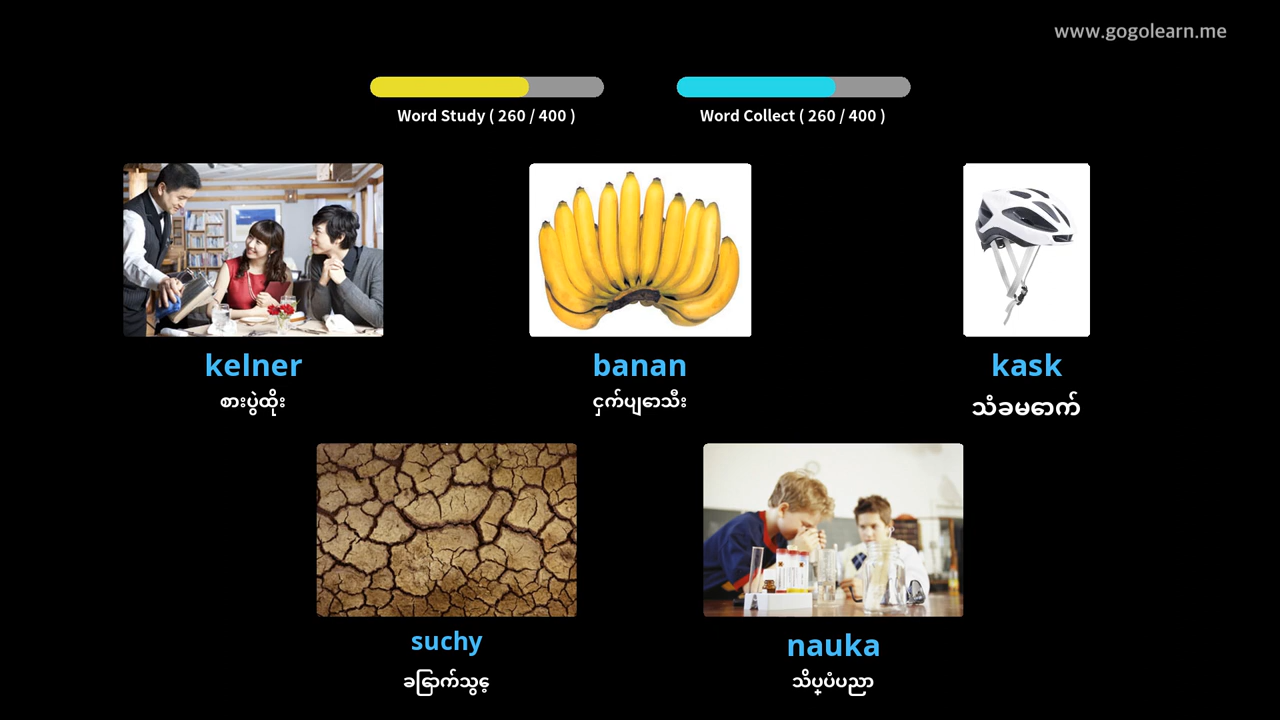 www.gogolearn.me
Word Study ( 260 / 400 )
Word Collect ( 260 / 400 )
kelner
စားပွဲထိုး
banan
ငှက်ပျောသီး
kask
သံခမောက်
suchy
ခြောက်သွေ့
nauka
သိပ္ပံပညာ